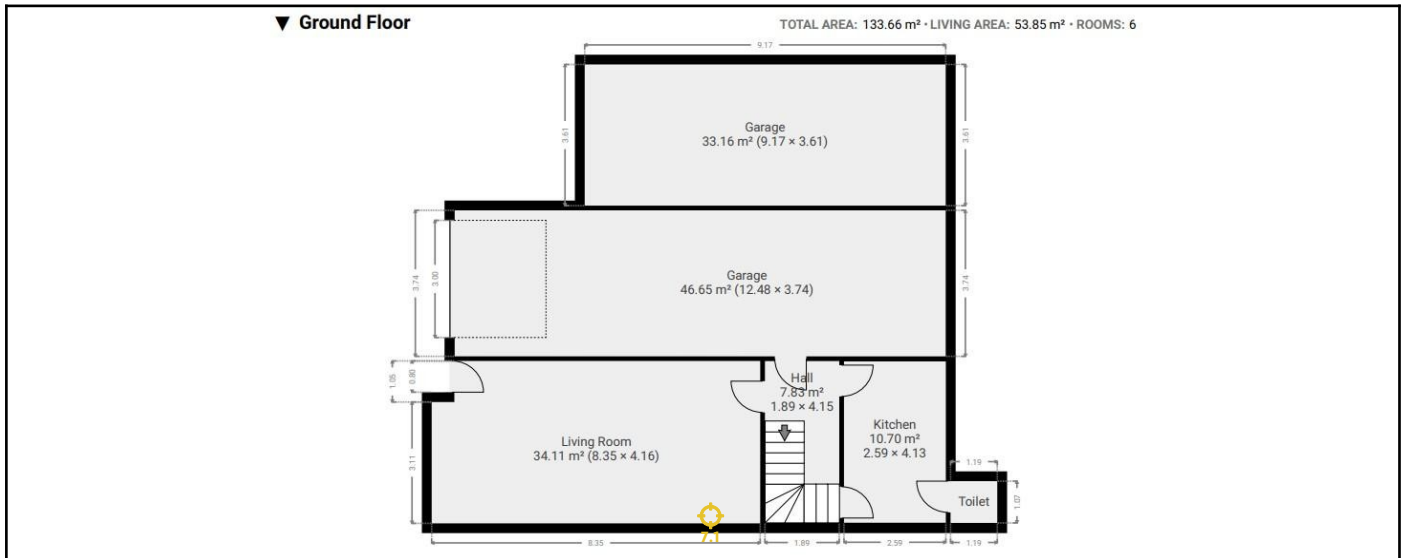 ▼ Ground Floor
TOTAL AREA: 133.66 m² · LIVING AREA: 53.85 m² · ROOMS: 6
9.17
3.61
Garage
33.16 m² (9.17 × 3.61)
3.61
3.74
3.00
Garage
46.65 m² (12.48 × 3.74)
3.74
1.05
0.80
Hall
7.83 m²
1.89 × 4.15
Kitchen
10.70 m²
2.59 × 4.13
Living Room
34.11 m² (8.35 × 4.16)
3.11
1.19
Toilet
1.07
7.1
8.35
1.89
2.59
1.19